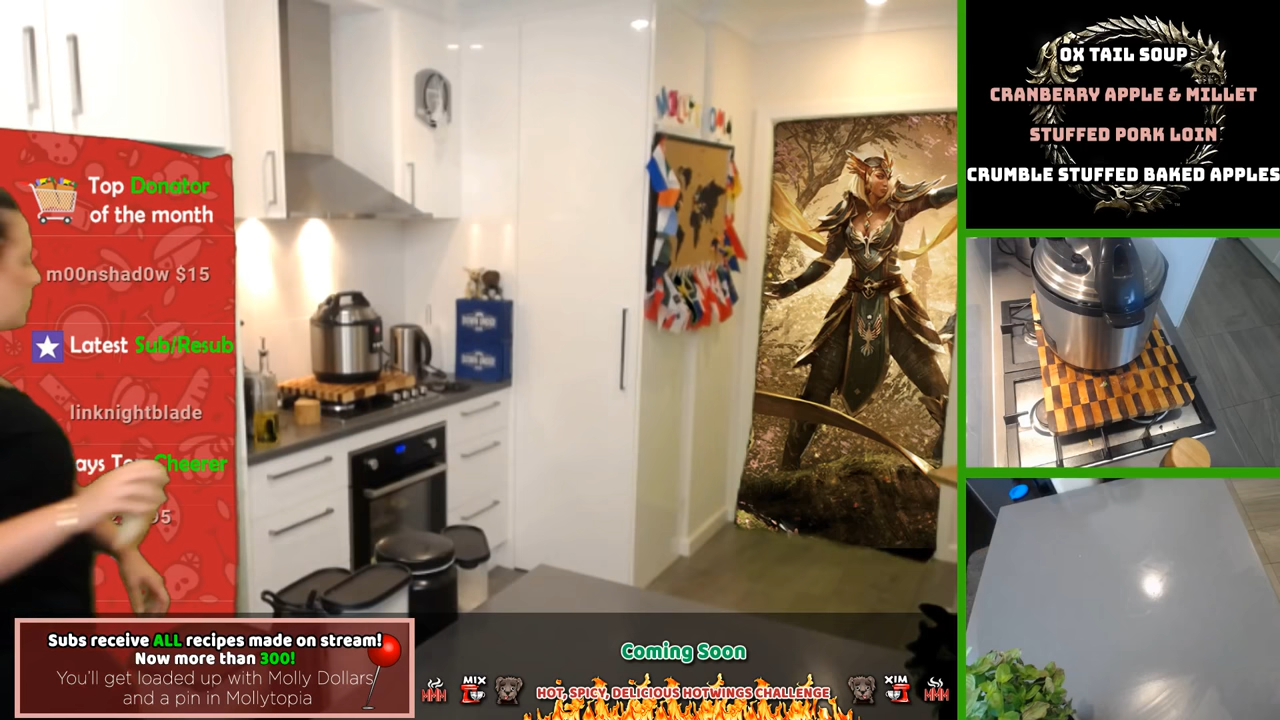 Top Donator
of the month
m00nshad0w $15
Latest Sub/Resub
linknightblade
Cheerer
OX TAIL SOUP
CRANBERRY APPLE & MILLET
STUFFED PORK LOIN
CRUMBLE STUFFED BAKED APPLES
Subs receive ALL recipes made on stream!
Now more than 300!
You'll get loaded up with Molly Dollars
and a pin in Mollytopia
Coming Soon
MIX
HOT, SPICY, DELICIOUS HOTWINGS CHALLENGE
XIM